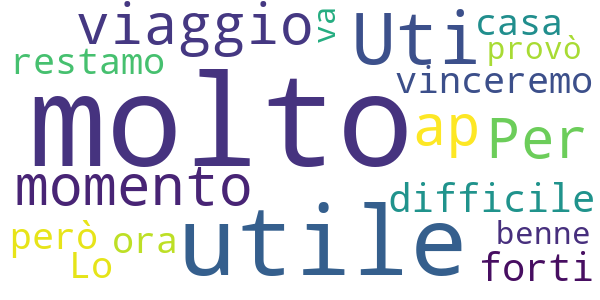 viaggio
va
Uti
casa
provò
restamo
vinceremo
molto
ap
Per
momento
difficile
utile
però
ora
benne
Lo
forti